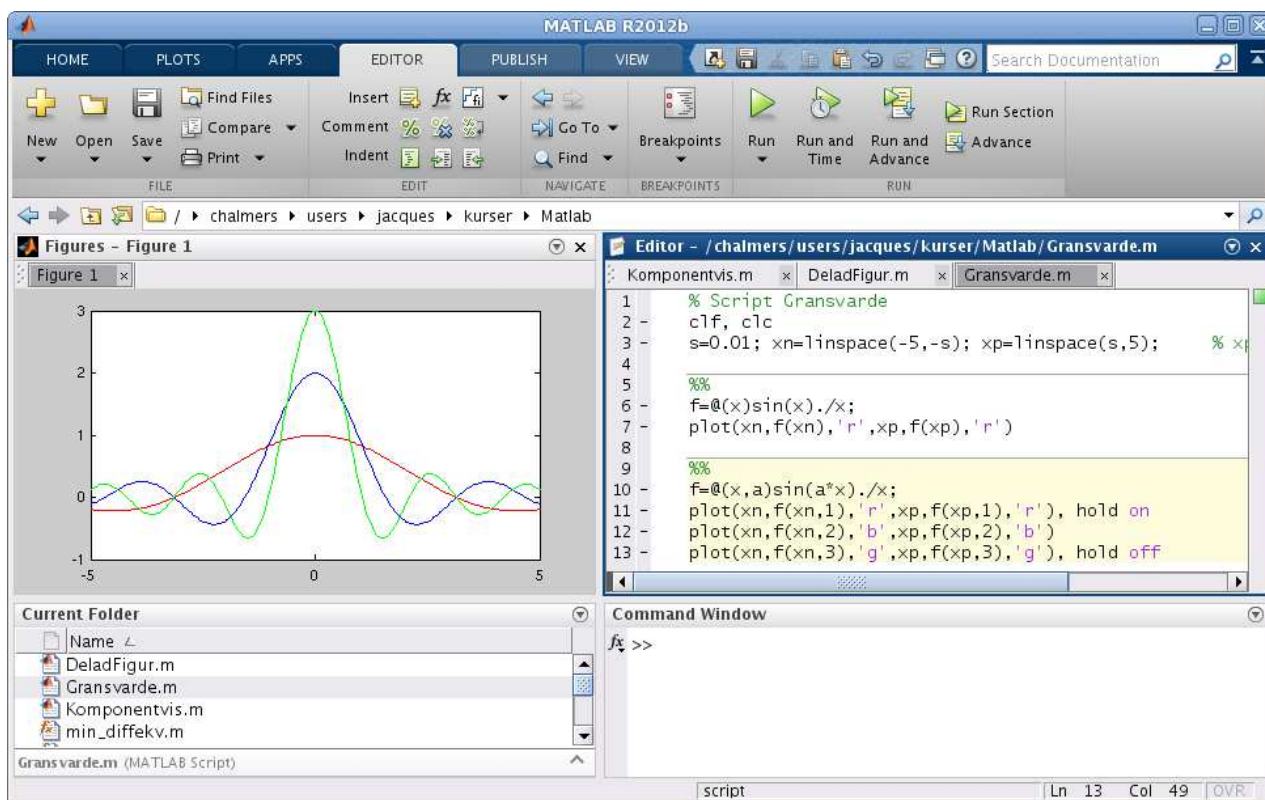 MATLAB R2012b
HOME PLOTS APPS EDITOR PUBLISH VIEW Search Documentation
New Open Save
Find Files
Compare
Print
FILE
Insert fx
Comment
Indent
EDIT
Go To
Find
NAVIGATE
Breakpoints
BREAKPOINTS
Run
Run and Time
Run and Advance
Run Section
Advance
RUN
/ chalmers users jacques kurser Matlab
Figures - Figure 1
Figure 1
3
2
1
0
-1
-5 0 5
Editor - /chalmers/users/jacques/kurser/Matlab/Gransvarde.m
Komponentvis.m DeladFigur.m Gransvarde.m
1 % Script Gransvarde
2 - clf, clc
3 - s=0.01; xn=linspace(-5,-s); xp=linspace(s,5); % xp
4
5 %%
6 - f=@(x)sin(x)./x;
7 - plot(xn,f(xn),'r',xp,f(xp),'r')
8
9 %%
10 - f=@(x,a)sin(a*x)./x;
11 - plot(xn,f(xn,1),'r',xp,f(xp,1),'r'), hold on
12 - plot(xn,f(xn,2),'b',xp,f(xp,2),'b')
13 - plot(xn,f(xn,3),'g',xp,f(xp,3),'g'), hold off
Current Folder
Name
DeladFigur.m
Gransvarde.m
Komponentvis.m
min_diffekv.m
Gransvarde.m (MATLAB Script)
Command Window
fx >>
script Ln 13 Col 49 OVR